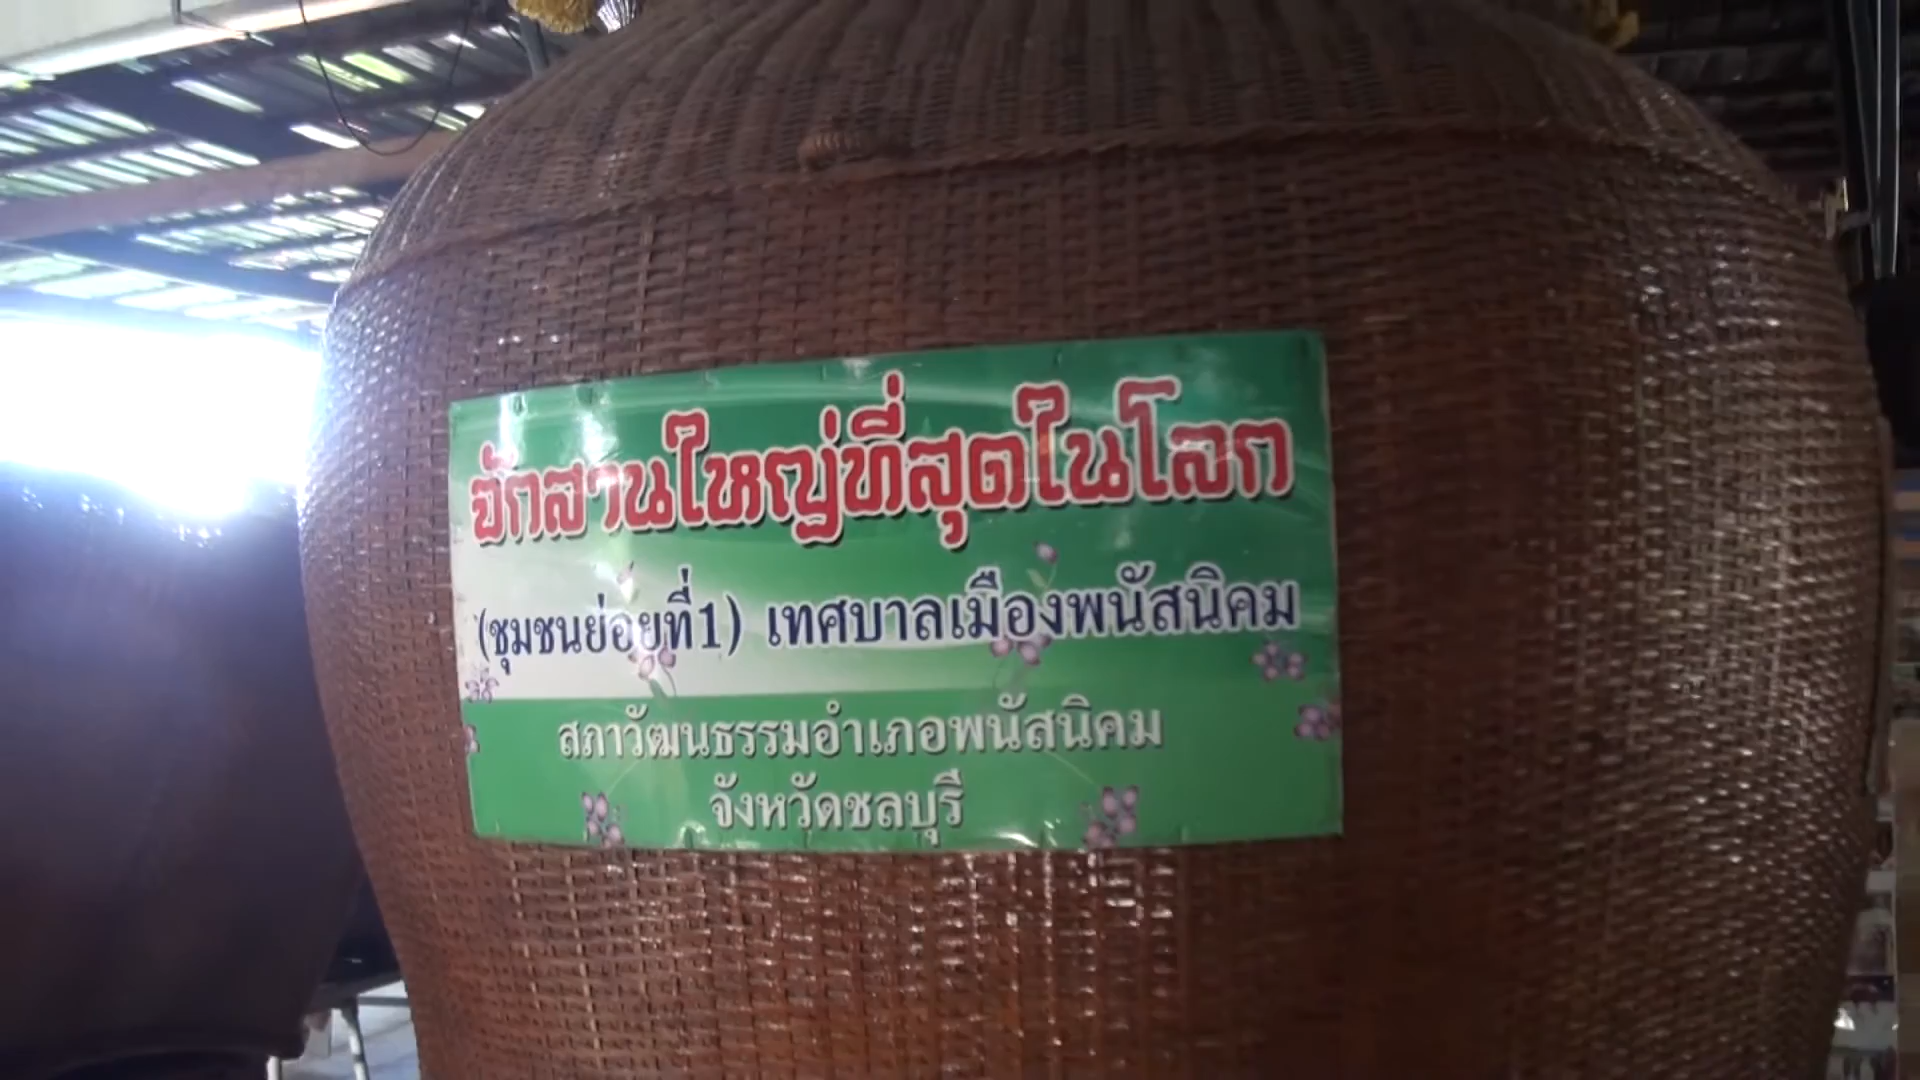 จักสานใหญ่ที่สุดในโลก
(ชุมชนย่อยที่1) เทศบาลเมืองพนัสนิคม
สภาวัฒนธรรมอำเภอพนัสนิคม
จังหวัดชลบุรี